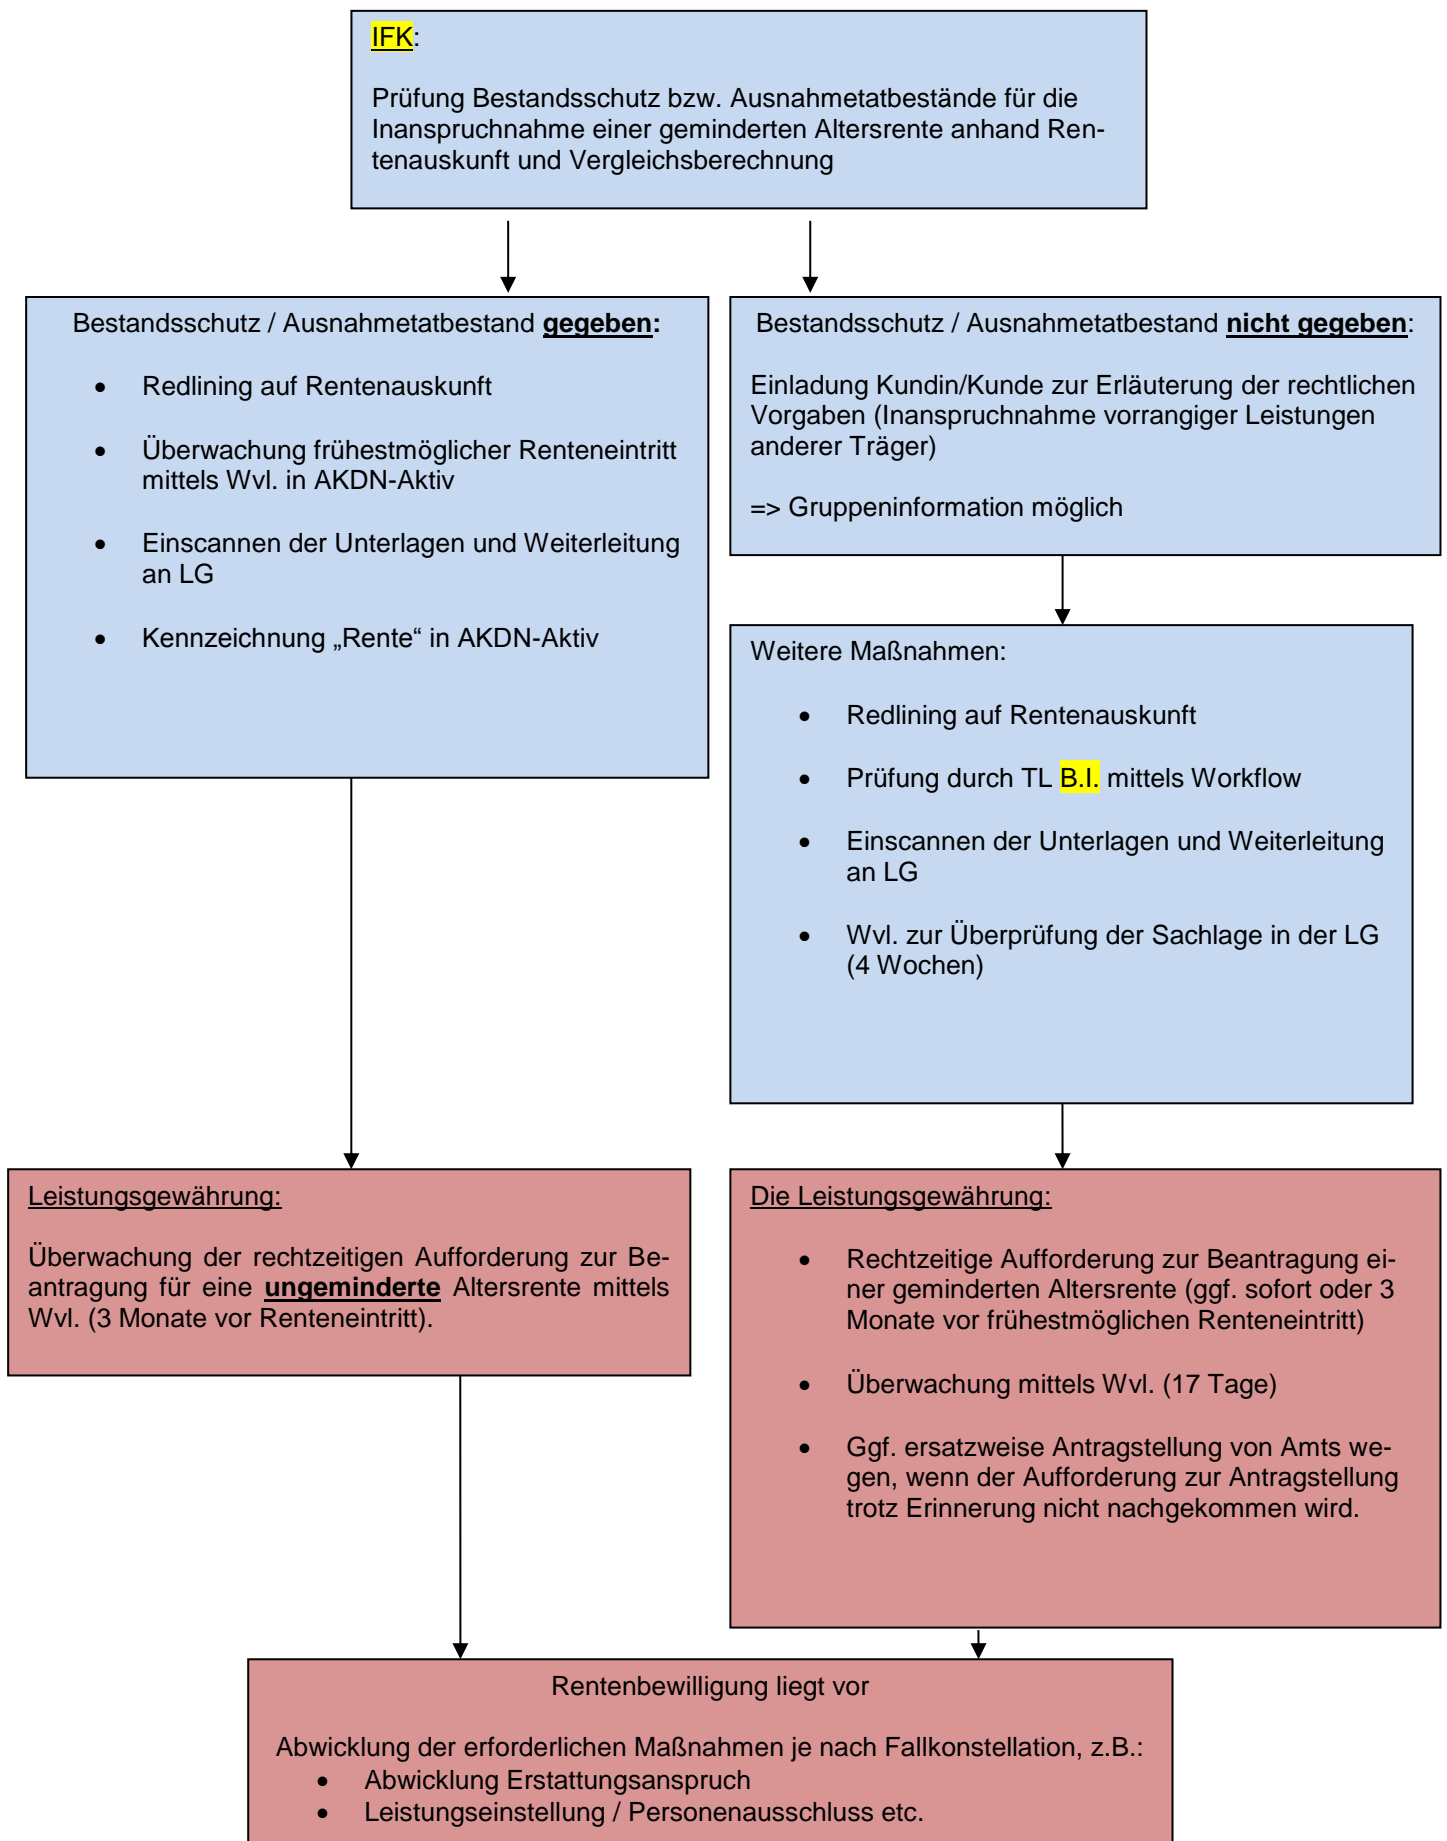 IFK:
Prüfung Bestandsschutz bzw. Ausnahmetatbestände für die
Inanspruchnahme einer geminderten Altersrente anhand Ren-
tenauskunft und Vergleichsberechnung
Bestandsschutz / Ausnahmetatbestand gegeben:
• Redlining auf Rentenauskunft
• Überwachung frühestmöglicher Renteneintritt
mittels Wvl. in AKDN-Aktiv
• Einscannen der Unterlagen und Weiterleitung
an LG
• Kennzeichnung „Rente“ in AKDN-Aktiv
Bestandsschutz / Ausnahmetatbestand nicht gegeben:
Einladung Kundin/Kunde zur Erläuterung der rechtlichen
Vorgaben (Inanspruchnahme vorrangiger Leistungen
anderer Träger)
=> Gruppeninformation möglich
Weitere Maßnahmen:
• Redlining auf Rentenauskunft
• Prüfung durch TL B.I. mittels Workflow
• Einscannen der Unterlagen und Weiterleitung
an LG
• Wvl. zur Überprüfung der Sachlage in der LG
(4 Wochen)
Leistungsgewährung:
Überwachung der rechtzeitigen Aufforderung zur Be-
antragung für eine ungeminderte Altersrente mittels
Wvl. (3 Monate vor Renteneintritt).
Die Leistungsgewährung:
• Rechtzeitige Aufforderung zur Beantragung ei-
ner geminderten Altersrente (ggf. sofort oder 3
Monate vor frühestmöglichen Renteneintritt)
• Überwachung mittels Wvl. (17 Tage)
• Ggf. ersatzweise Antragstellung von Amts we-
gen, wenn der Aufforderung zur Antragstellung
trotz Erinnerung nicht nachgekommen wird.
Rentenbewilligung liegt vor
Abwicklung der erforderlichen Maßnahmen je nach Fallkonstellation, z.B.:
• Abwicklung Erstattungsanspruch
• Leistungseinstellung / Personenausschluss etc.